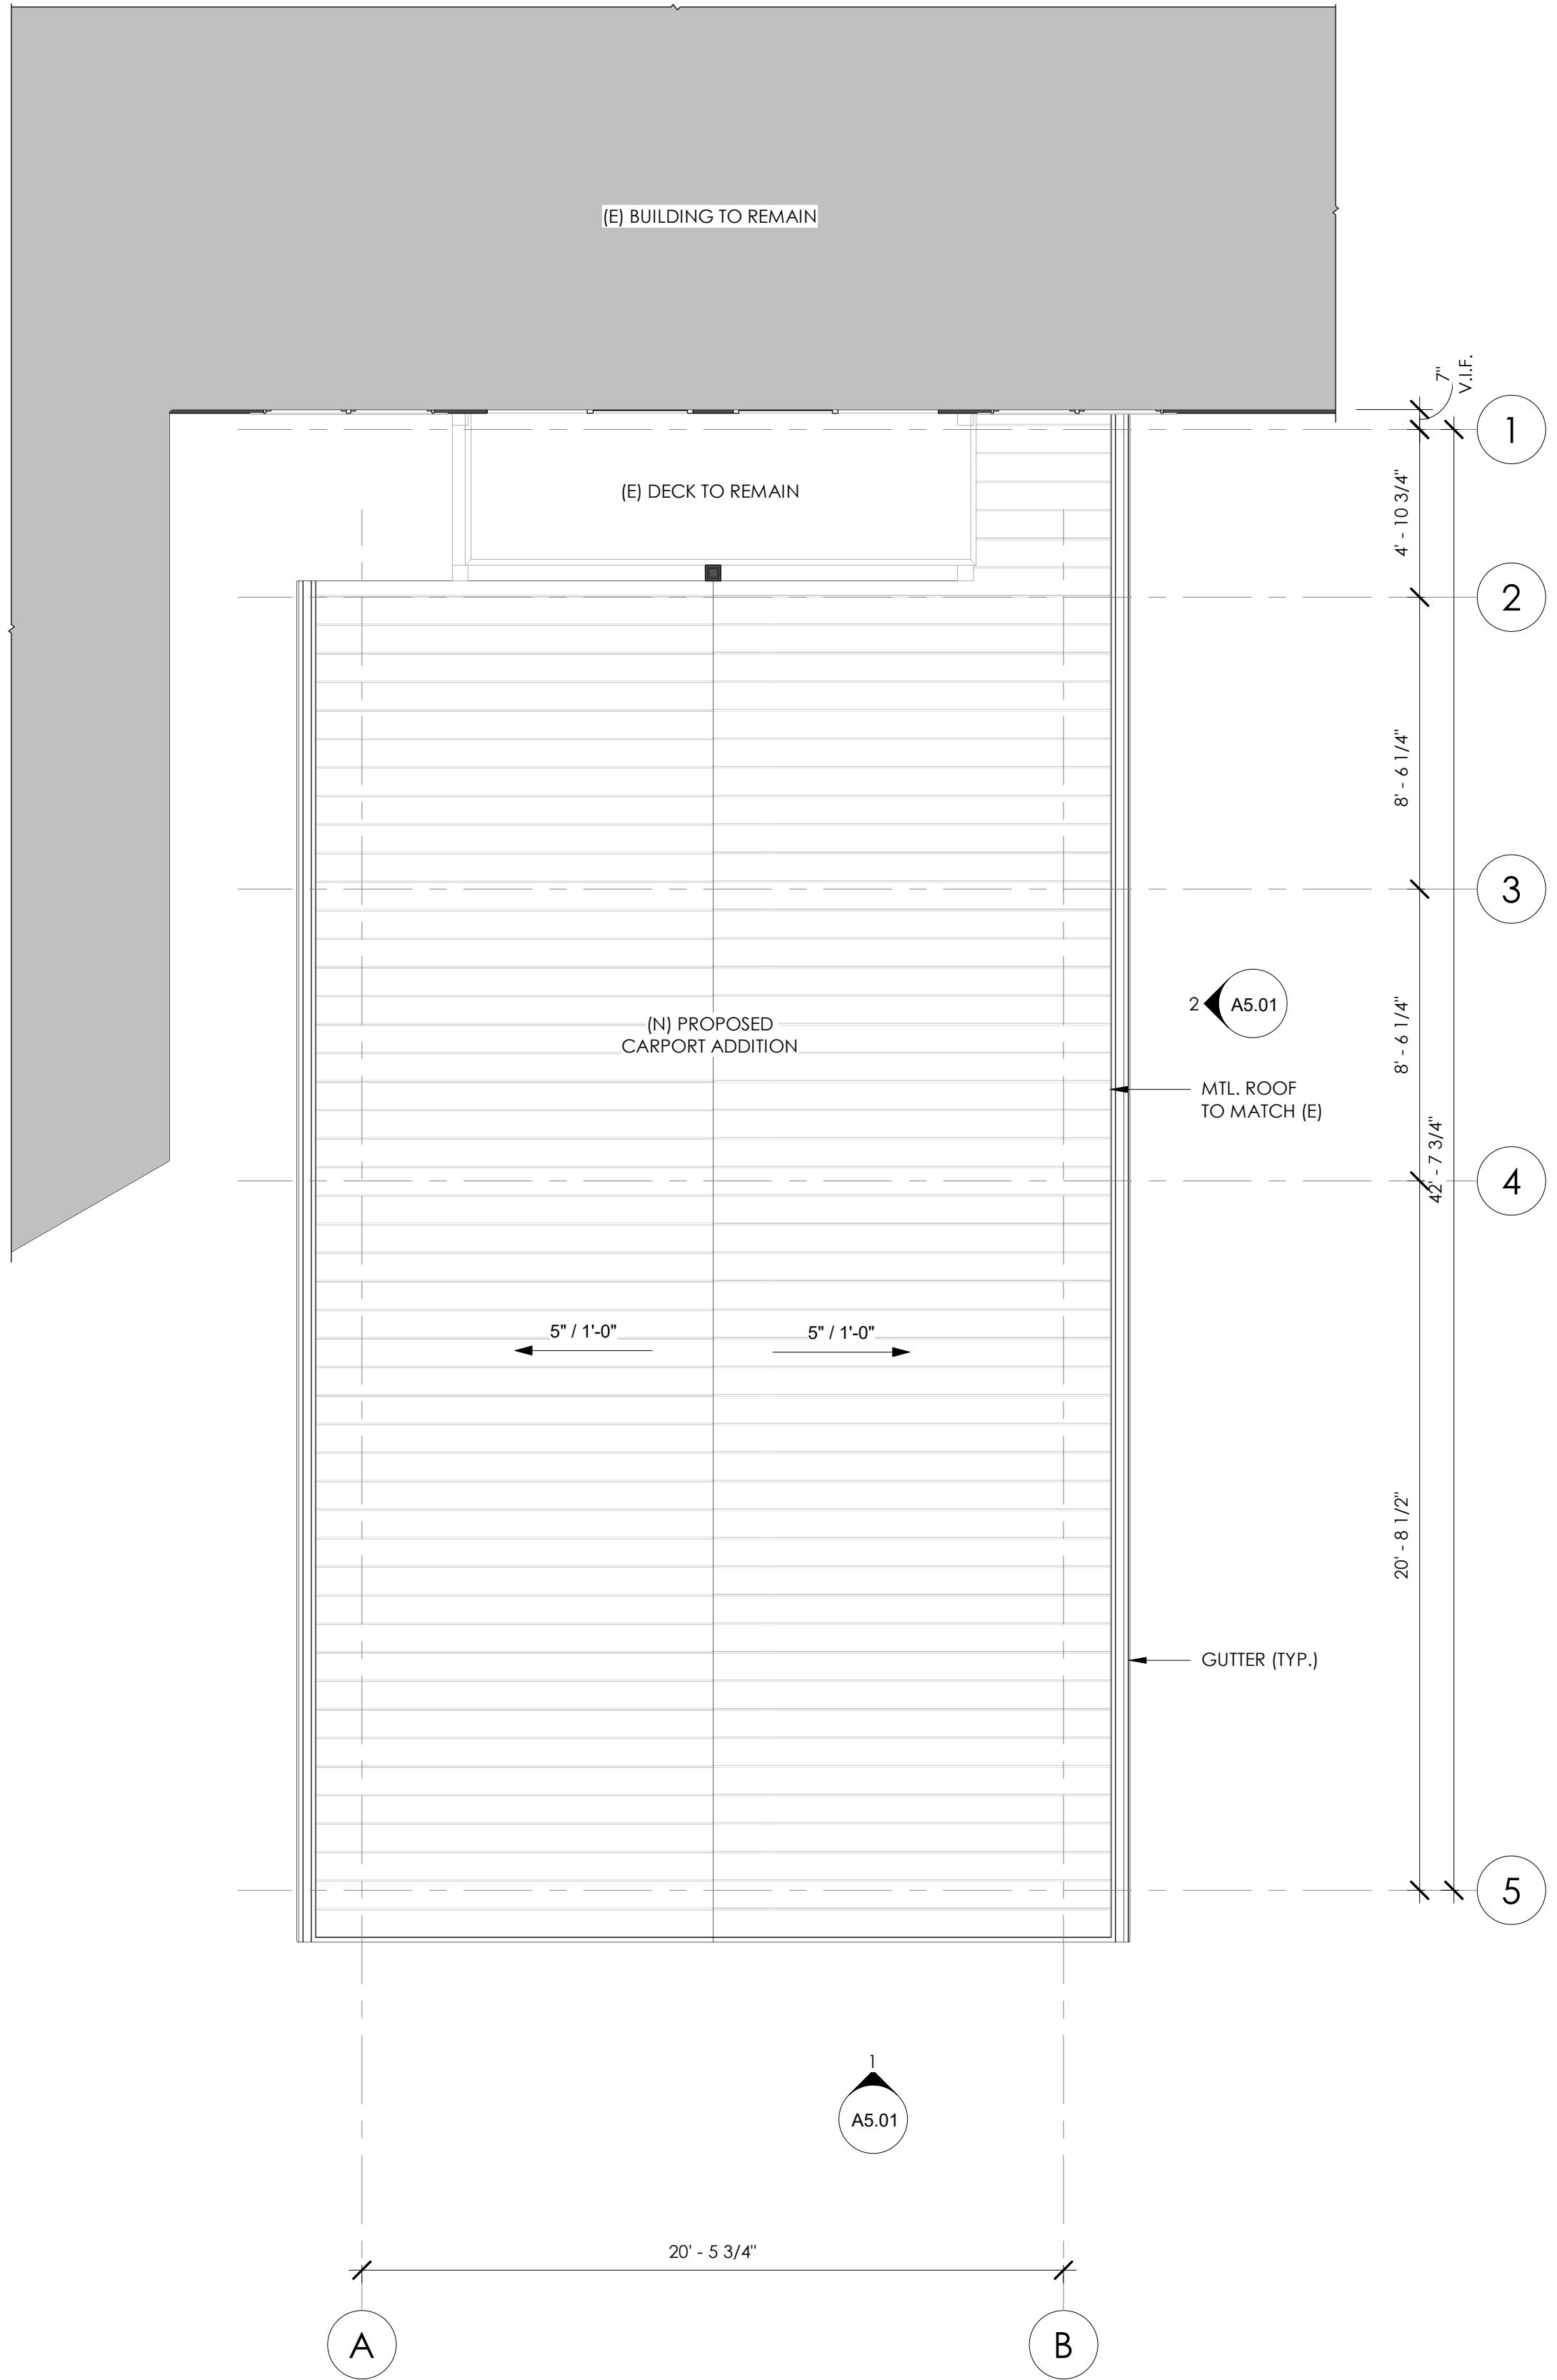 (E) BUILDING TO REMAIN
7"
V.I.F.
1
(E) DECK TO REMAIN
4' - 10 3/4"
2
8' - 6 1/4"
3
2
A5.01
(N) PROPOSED
CARPORT ADDITION
8' - 6 1/4"
MTL. ROOF
TO MATCH (E)
42' - 7 3/4"
4
5" / 1'-0"
5" / 1'-0"
20' - 8 1/2"
GUTTER (TYP.)
5
1
A5.01
20' - 5 3/4"
A
B